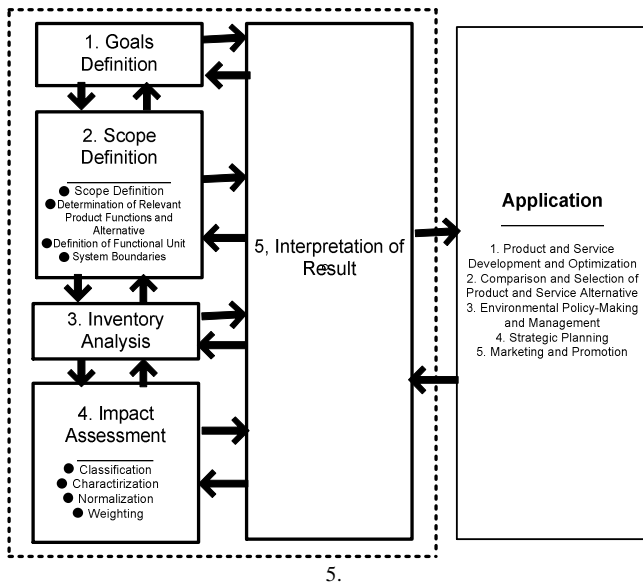 1. Goals
Definition
2. Scope
Definition
● Scope Definition
● Determination of Relevant
Product Functions and
Alternative
● Definition of Functional Unit
● System Boundaries
3. Inventory
Analysis
4. Impact
Assessment
● Classification
● Charactirization
● Normalization
● Weighting
5, Interpretation of
Result
Application
1. Product and Service
Development and Optimization
2. Comparison and Selection of
Product and Service Alternative
3. Environmental Policy-Making
and Management
4. Strategic Planning
5. Marketing and Promotion
5.